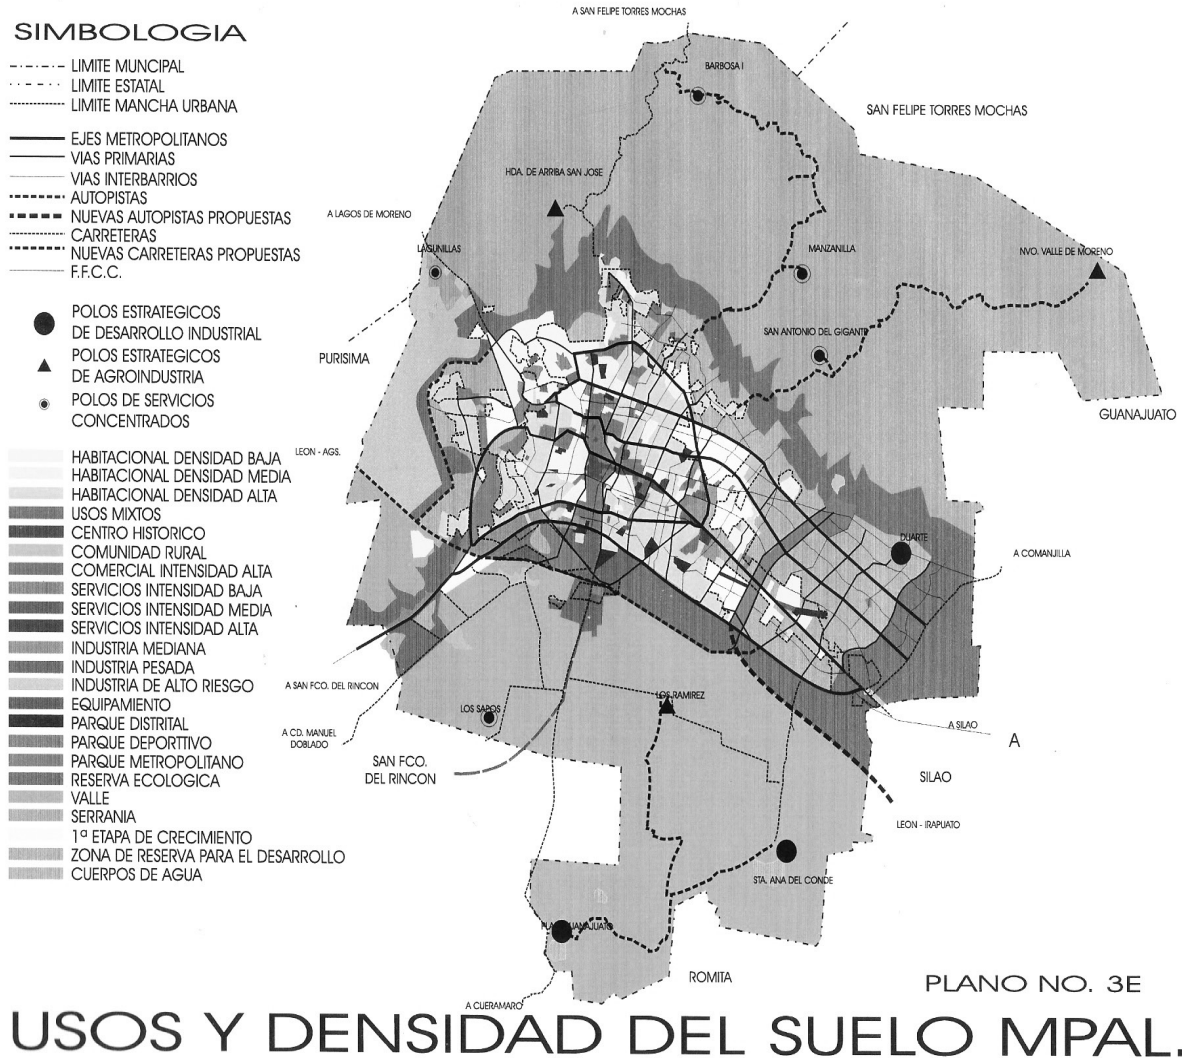 SIMBOLOGIA
LIMITE MUNCIPAL
LIMITE ESTATAL
LIMITE MANCHA URBANA
EJES METROPOLITANOS
VIAS PRIMARIAS
VIAS INTERBARRIOS
AUTOPISTAS
NUEVAS AUTOPISTAS PROPUESTAS
CARRETERAS
NUEVAS CARRETERAS PROPUESTAS
F.F.C.C.
POLOS ESTRATEGICOS
DE DESARROLLO INDUSTRIAL
POLOS ESTRATEGICOS
DE AGROINDUSTRIA
POLOS DE SERVICIOS
CONCENTRADOS
HABITACIONAL DENSIDAD BAJA
HABITACIONAL DENSIDAD MEDIA
HABITACIONAL DENSIDAD ALTA
USOS MIXTOS
CENTRO HISTORICO
COMUNIDAD RURAL
COMERCIAL INTENSIDAD ALTA
SERVICIOS INTENSIDAD BAJA
SERVICIOS INTENSIDAD MEDIA
SERVICIOS INTENSIDAD ALTA
INDUSTRIA MEDIANA
INDUSTRIA PESADA
INDUSTRIA DE ALTO RIESGO
EQUIPAMIENTO
PARQUE DISTRITAL
PARQUE DEPORTTIVO
PARQUE METROPOLITANO
RESERVA ECOLOGICA
VALLE
SERRANIA
1ª ETAPA DE CRECIMIENTO
ZONA DE RESERVA PARA EL DESARROLLO
CUERPOS DE AGUA
A SAN FELIPE TORRES MOCHAS
BARBOSA I
SAN FELIPE TORRES MOCHAS
HDA. DE ARRIBA SAN JOSE
A LAGOS DE MORENO
LAGUNILLAS
MANZANILLA
NVO. VALLE DE MORENO
SAN ANTONIO DEL GIGANTE
PURISIMA
GUANAJUATO
LEON - AGS.
DUARTE
A COMANJILLA
A SAN FCO. DEL RINCON
LOS RAMIREZ
LOS SAPOS
A SILAO
A
A CD. MANUEL
DOBLADO
SAN FCO.
DEL RINCON
SILAO
LEON - IRAPUATO
STA. ANA DEL CONDE
ROMITA
A CUERAMARO
PLANO NO. 3E
USOS Y DENSIDAD DEL SUELO MPAL.